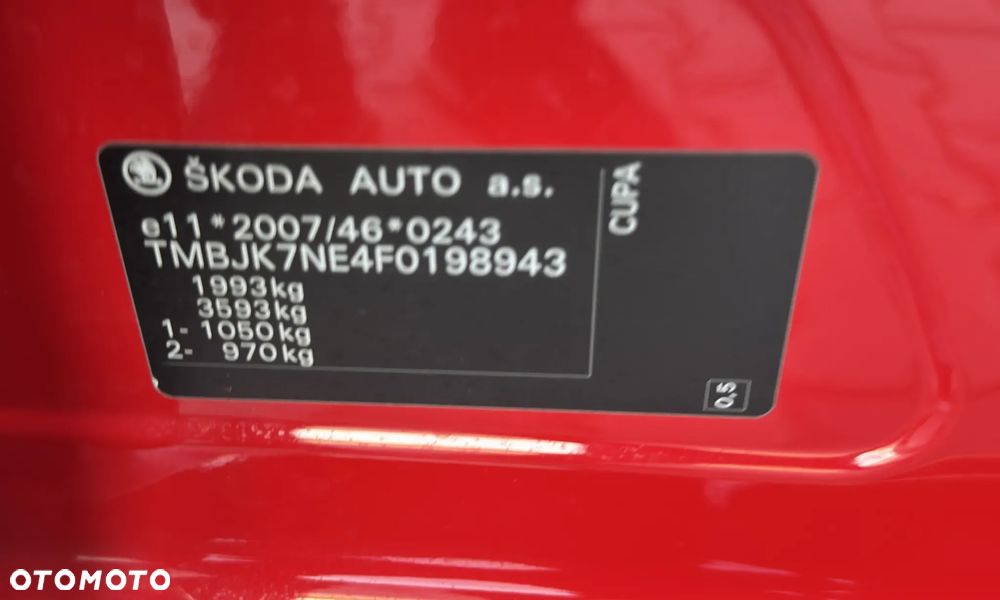 ŠKODA AUTO a.s.
e11*2007/46*0243
TMBJK7NE4F0198943
1993kg
3593kg
1- 1050kg
2- 970kg
CUPA
0,5
OTOMOTO